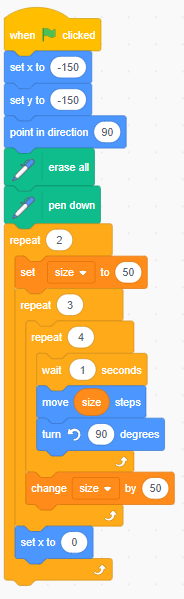 when clicked
set x to -150
set y to -150
point in direction 90
erase all
pen down
repeat 2
set size to 50
repeat 3
repeat 4
wait 1 seconds
move size steps
turn 90 degrees
change size by 50
set x to 0